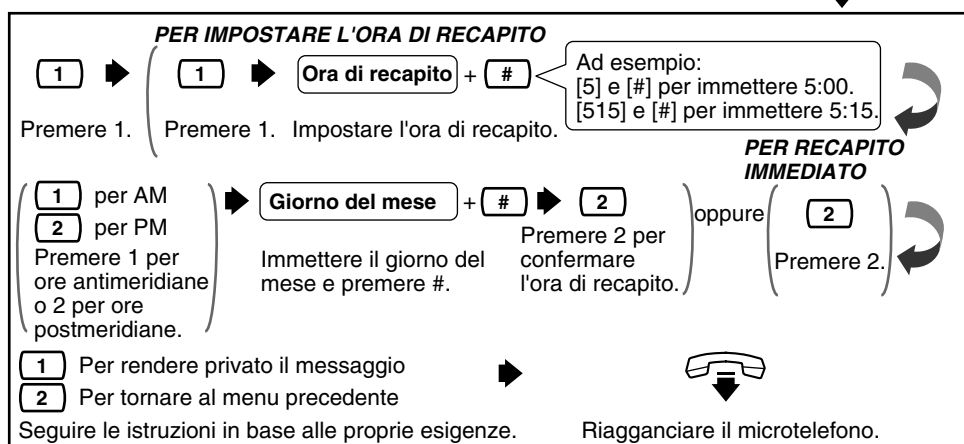 PER IMPOSTARE L'ORA DI RECAPITO
1 1 Ora di recapito + #
Ad esempio:
[5] e [#] per immettere 5:00.
[515] e [#] per immettere 5:15.
Premere 1. Premere 1. Impostare l'ora di recapito.
PER RECAPITO
IMMEDIATO
1 per AM
2 per PM
Premere 1 per
ore antimeridiane
o 2 per ore
postmeridiane.
Giorno del mese + #
Immettere il giorno del
mese e premere #.
2
Premere 2 per
confermare
l'ora di recapito.
oppure
2
Premere 2.
1 Per rendere privato il messaggio
2 Per tornare al menu precedente
Seguire le istruzioni in base alle proprie esigenze. Riagganciare il microtelefono.